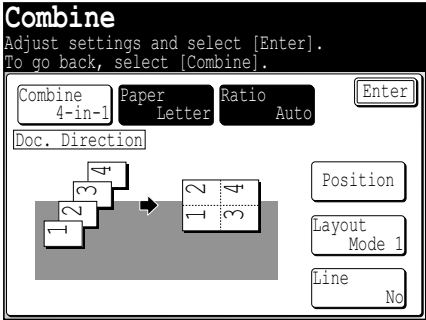 Combine
Adjust settings and select [Enter].
To go back, select [Combine].
Combine
4-in-1
Paper
Letter
Ratio
Auto
Enter
Doc. Direction
1
2
3
4
2 4
1 3
Position
Layout
Mode 1
Line
No